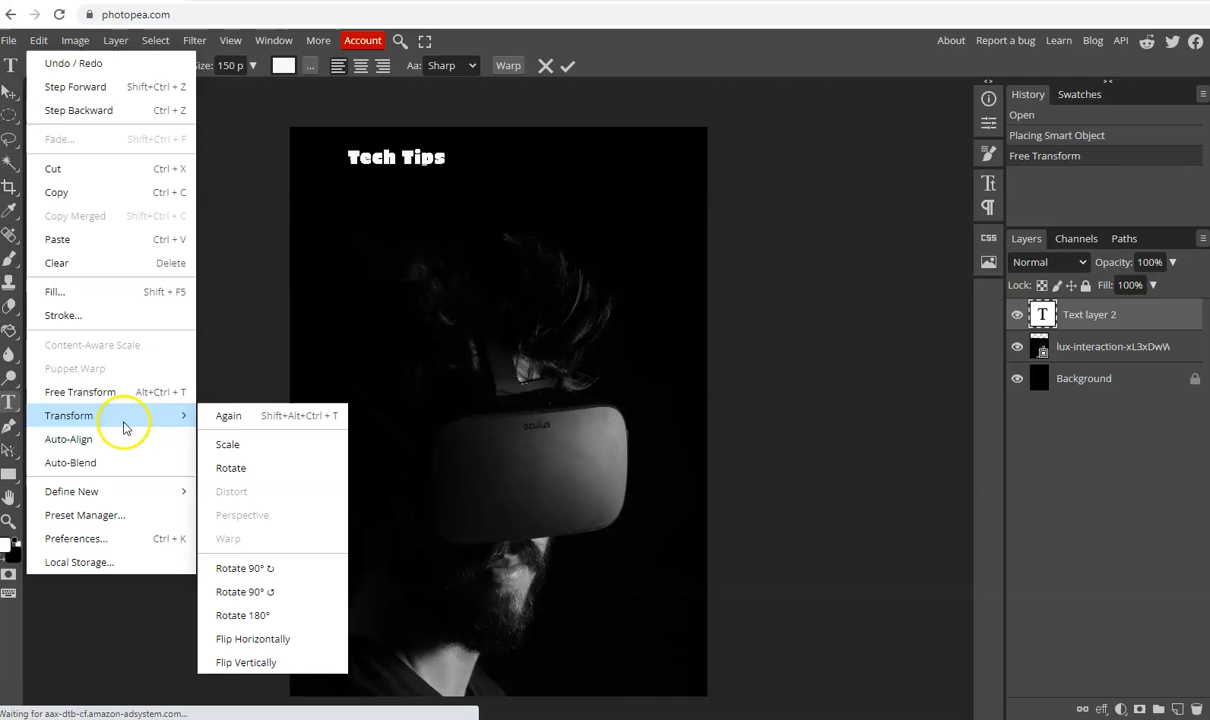 photopea.com
File Edit Image Layer Select Filter View Window More Account About Report a bug Learn Blog API
Size: 150 p ... Aa: Sharp Warp
Undo / Redo
Step Forward Shift+Ctrl + Z
Step Backward Ctrl + Z
Fade... Shift+Ctrl + F
Cut Ctrl + X
Copy Ctrl + C
Copy Merged Shift+Ctrl + C
Paste Ctrl + V
Clear Delete
Fill... Shift + F5
Stroke...
Content-Aware Scale
Puppet Warp
Free Transform Alt+Ctrl + T
Transform >
Auto-Align
Auto-Blend
Define New >
Preset Manager...
Preferences... Ctrl + K
Local Storage...
Again Shift+Alt+Ctrl + T
Scale
Rotate
Distort
Perspective
Warp
Rotate 90° ↻
Rotate 90° ↺
Rotate 180°
Flip Horizontally
Flip Vertically
Tech Tips
oculus
History Swatches
Open
Placing Smart Object
Free Transform
CSS
Layers Channels Paths
Normal Opacity: 100%
Lock: Fill: 100%
T Text layer 2
lux-interaction-xL3xDwW
Background
eff
Waiting for aax-dtb-cf.amazon-adsystem.com...